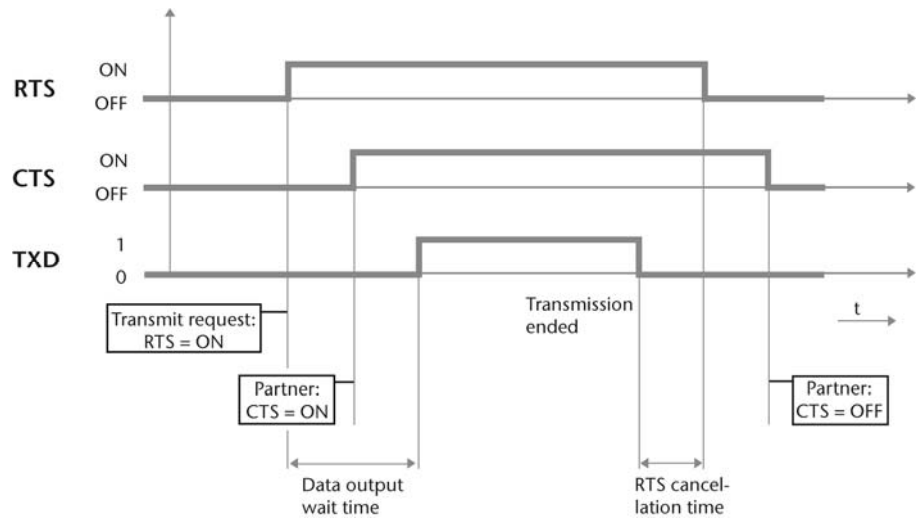 RTS
ON
OFF
CTS
ON
OFF
TXD
1
0
Transmit request:
RTS = ON
Transmission
ended
t
Partner:
CTS = ON
Partner:
CTS = OFF
Data output
wait time
RTS cancel-
lation time